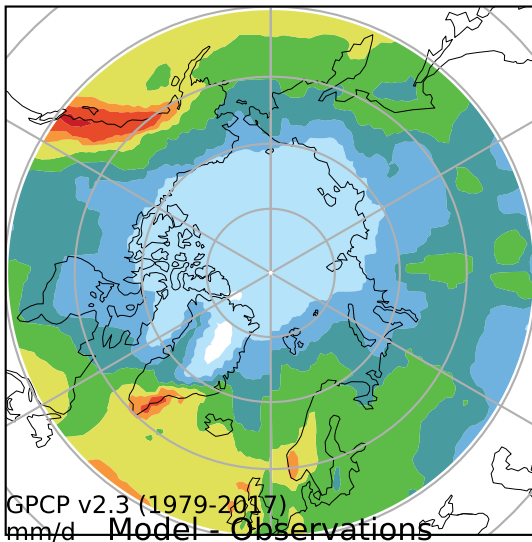 GPCP v2.3 (1979-2017)
mm/d Model - Observations